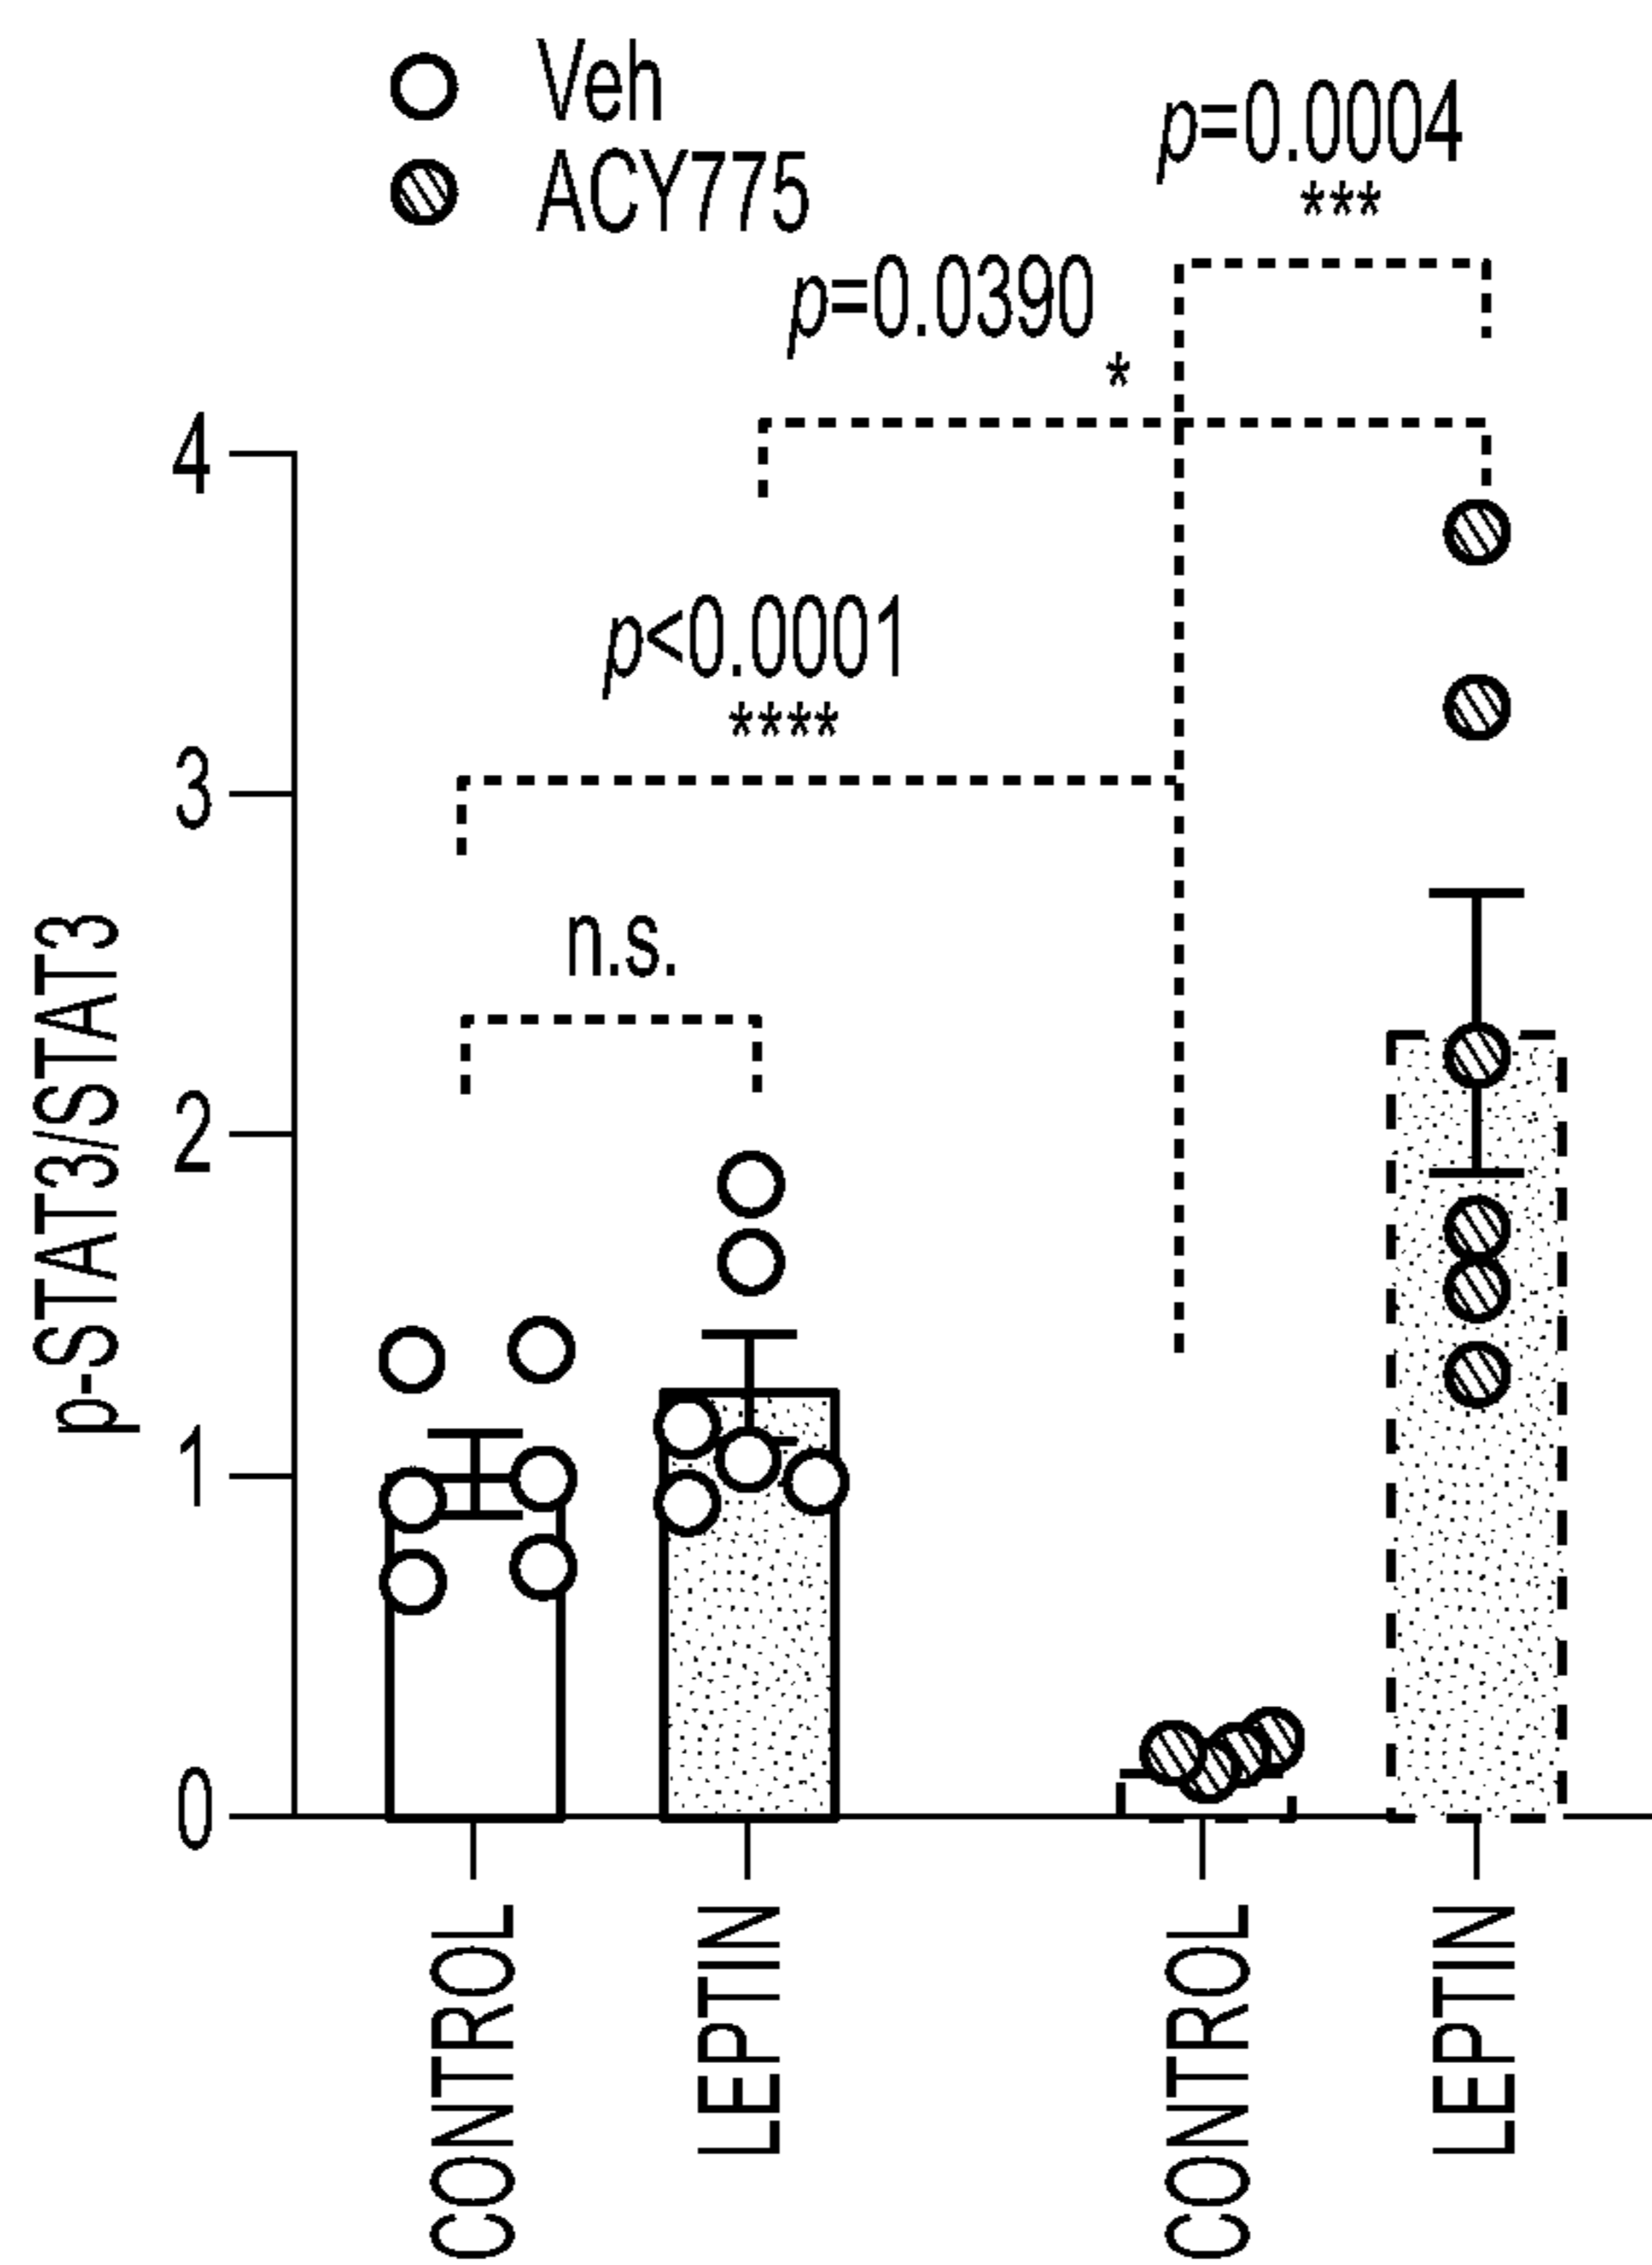 Veh
ACY775
p=0.0004
***
p=0.0390
*
p<0.0001
****
n.s.
p-STAT3/STAT3
4
3
2
1
0
CONTROL
LEPTIN
CONTROL
LEPTIN